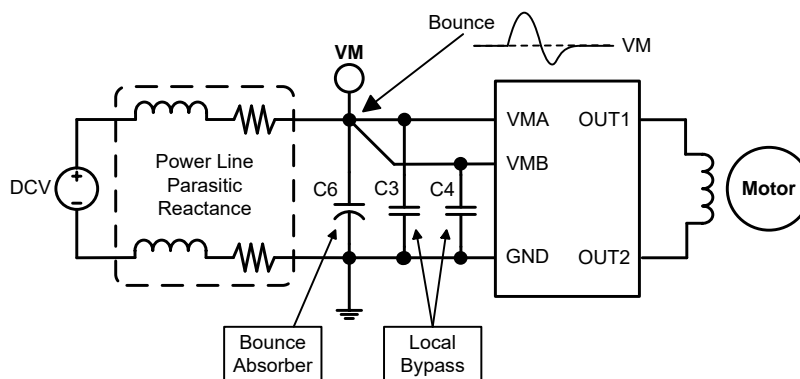 Bounce
VM
VM
Power Line
Parasitic
Reactance
DCV
+
−
C6
C3
C4
VMA
OUT1
VMB
GND
OUT2
Motor
Bounce
Absorber
Local
Bypass